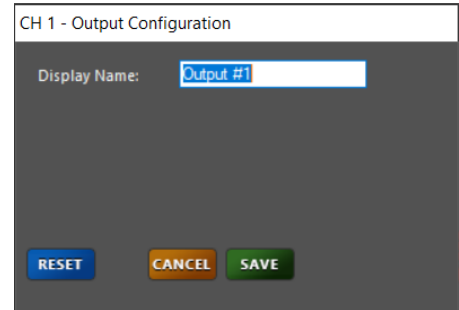 CH 1 - Output Configuration
Display Name: Output #1
RESET CANCEL SAVE